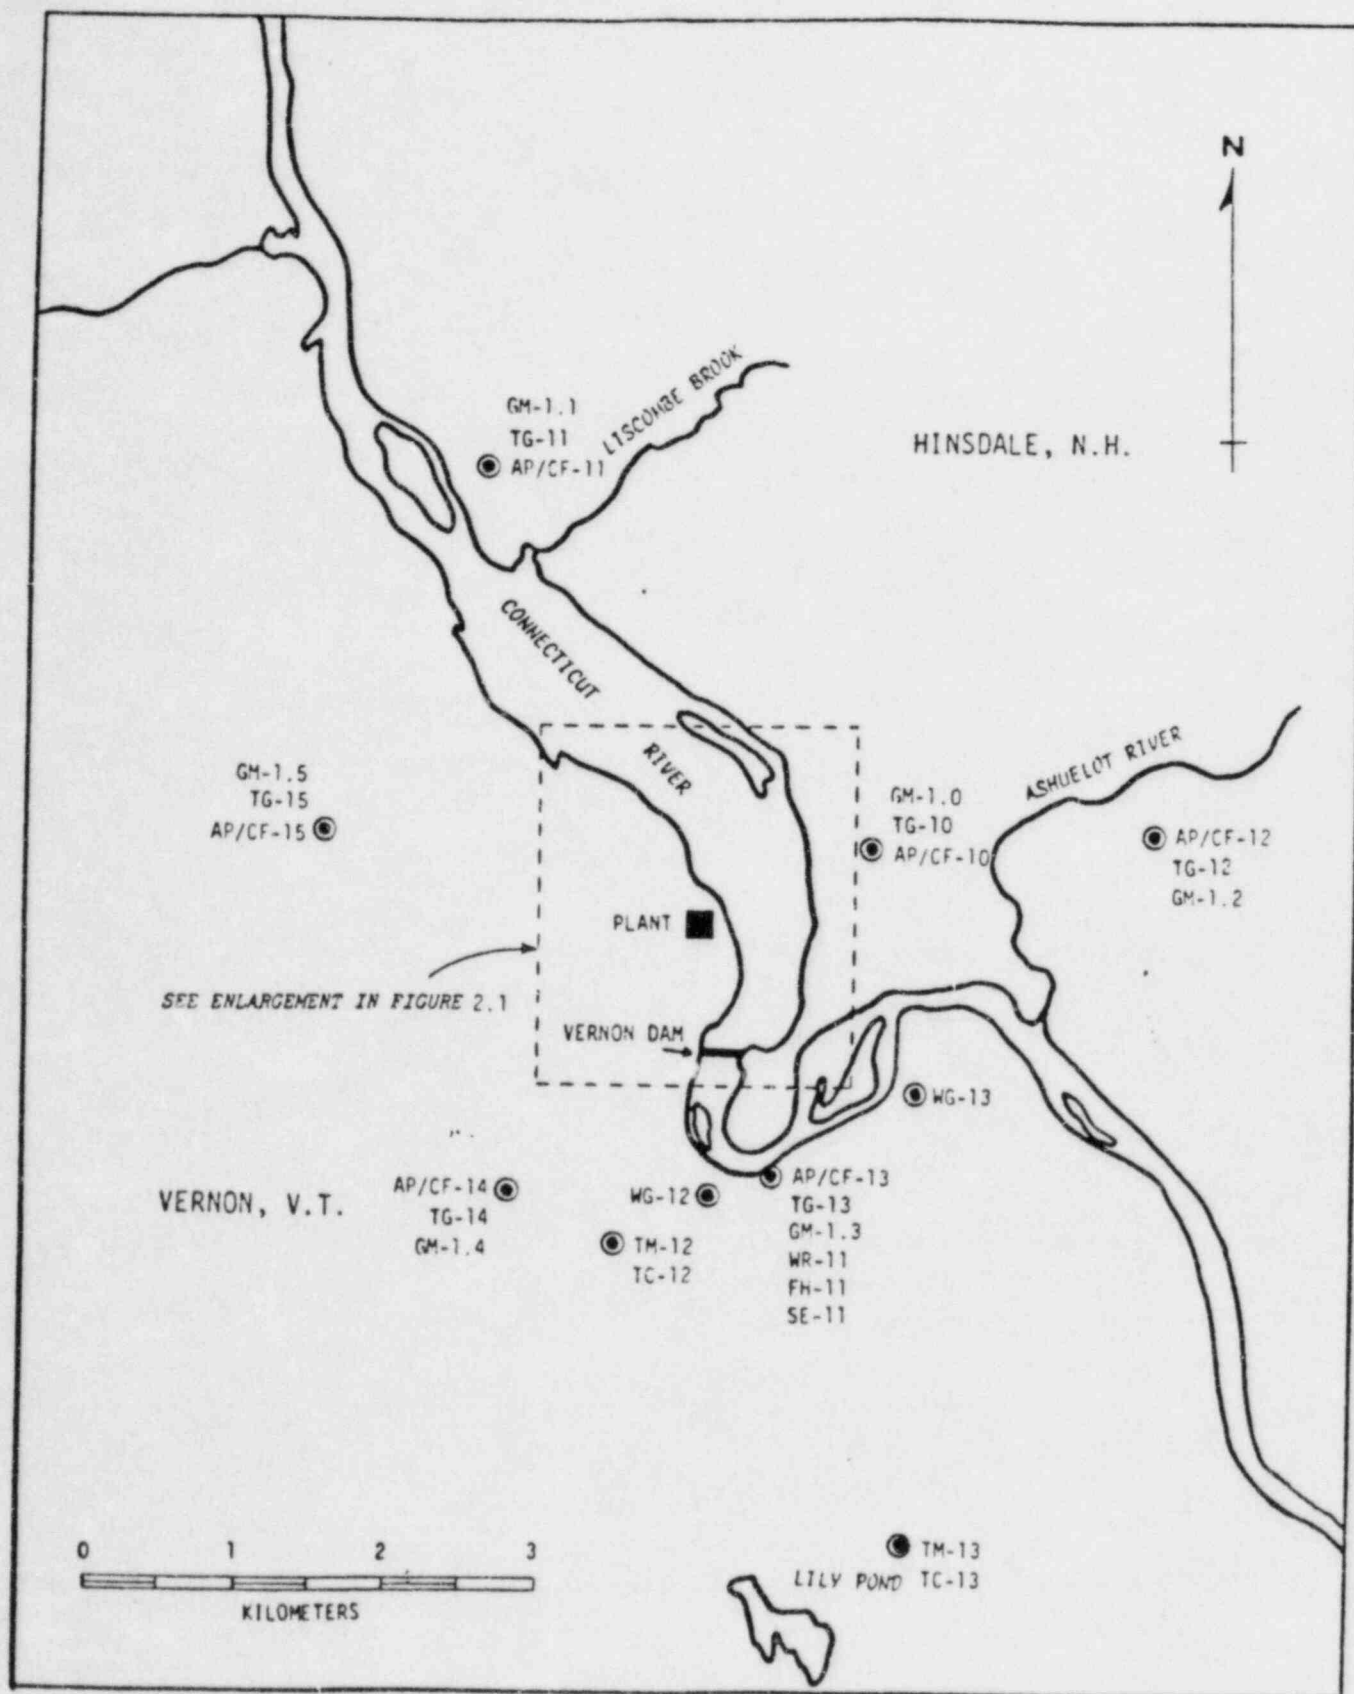 N
GM-1.1
TG-11
AP/CF-11
LISCOMBE BROOK
HINSDALE, N.H.
CONNECTICUT
RIVER
ASHUELOT RIVER
GM-1.5
TG-15
AP/CF-15
GM-1.0
TG-10
AP/CF-10
AP/CF-12
TG-12
GM-1.2
PLANT
SEE ENLARGEMENT IN FIGURE 2.1
VERNON DAM
WG-13
VERNON, V.T.
AP/CF-14
TG-14
GM-1.4
WG-12
TM-12
TC-12
AP/CF-13
TG-13
GM-1.3
WR-11
FH-11
SE-11
0 1 2 3
KILOMETERS
TM-13
LILY POND TC-13